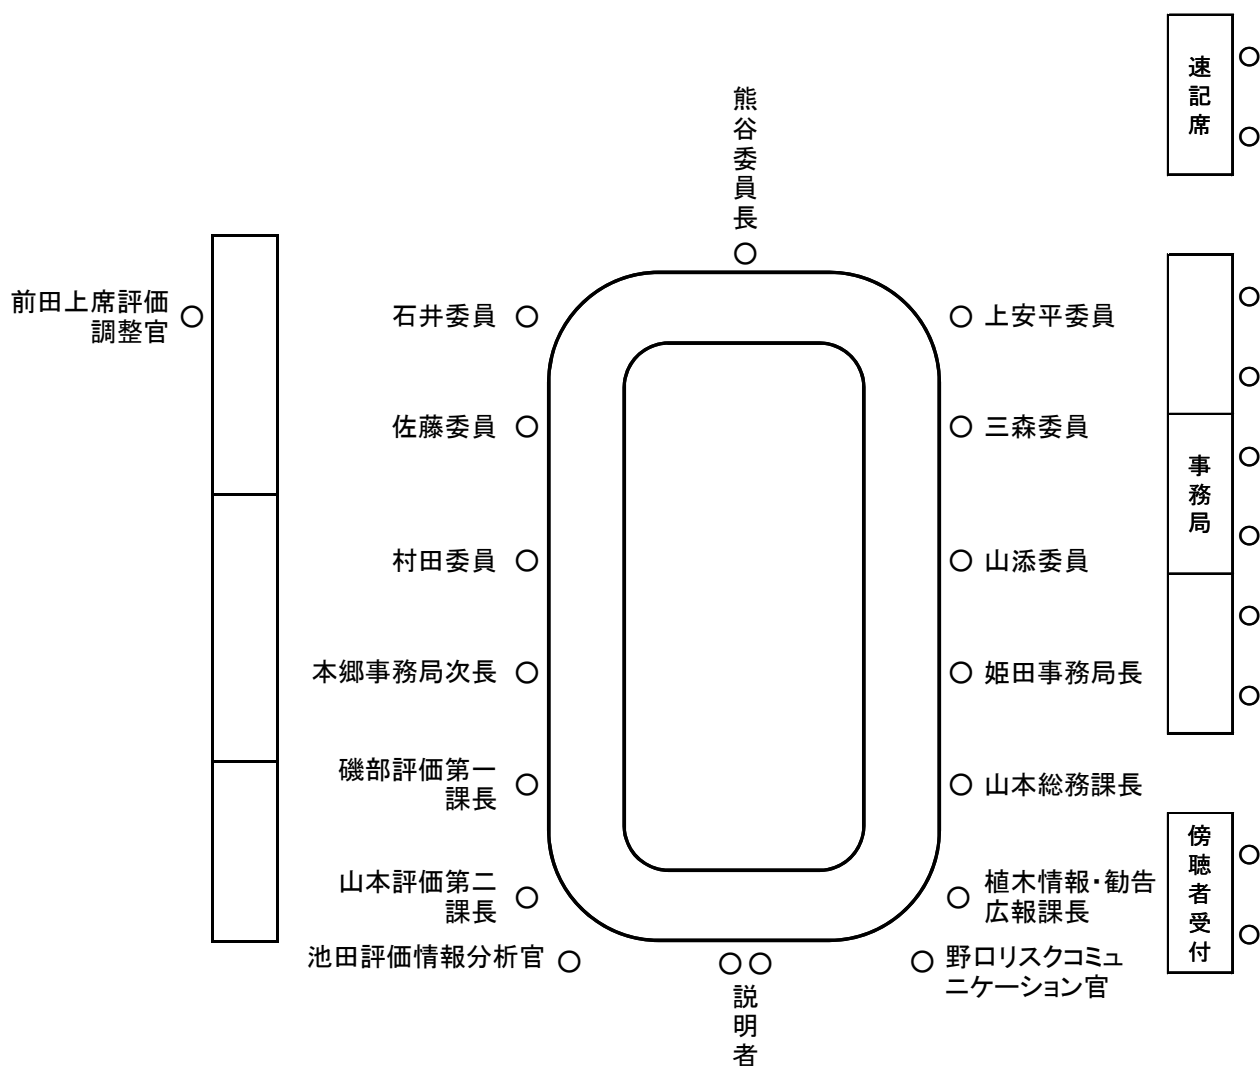 速記席
熊谷委員長
前田上席評価
調整官
石井委員
上安平委員
佐藤委員
三森委員
事務局
村田委員
山添委員
本郷事務局次長
姫田事務局長
磯部評価第一
課長
山本総務課長
傍聴者受付
山本評価第二
課長
植木情報・勧告
広報課長
池田評価情報分析官
野口リスクコミュ
ニケーション官
説明者